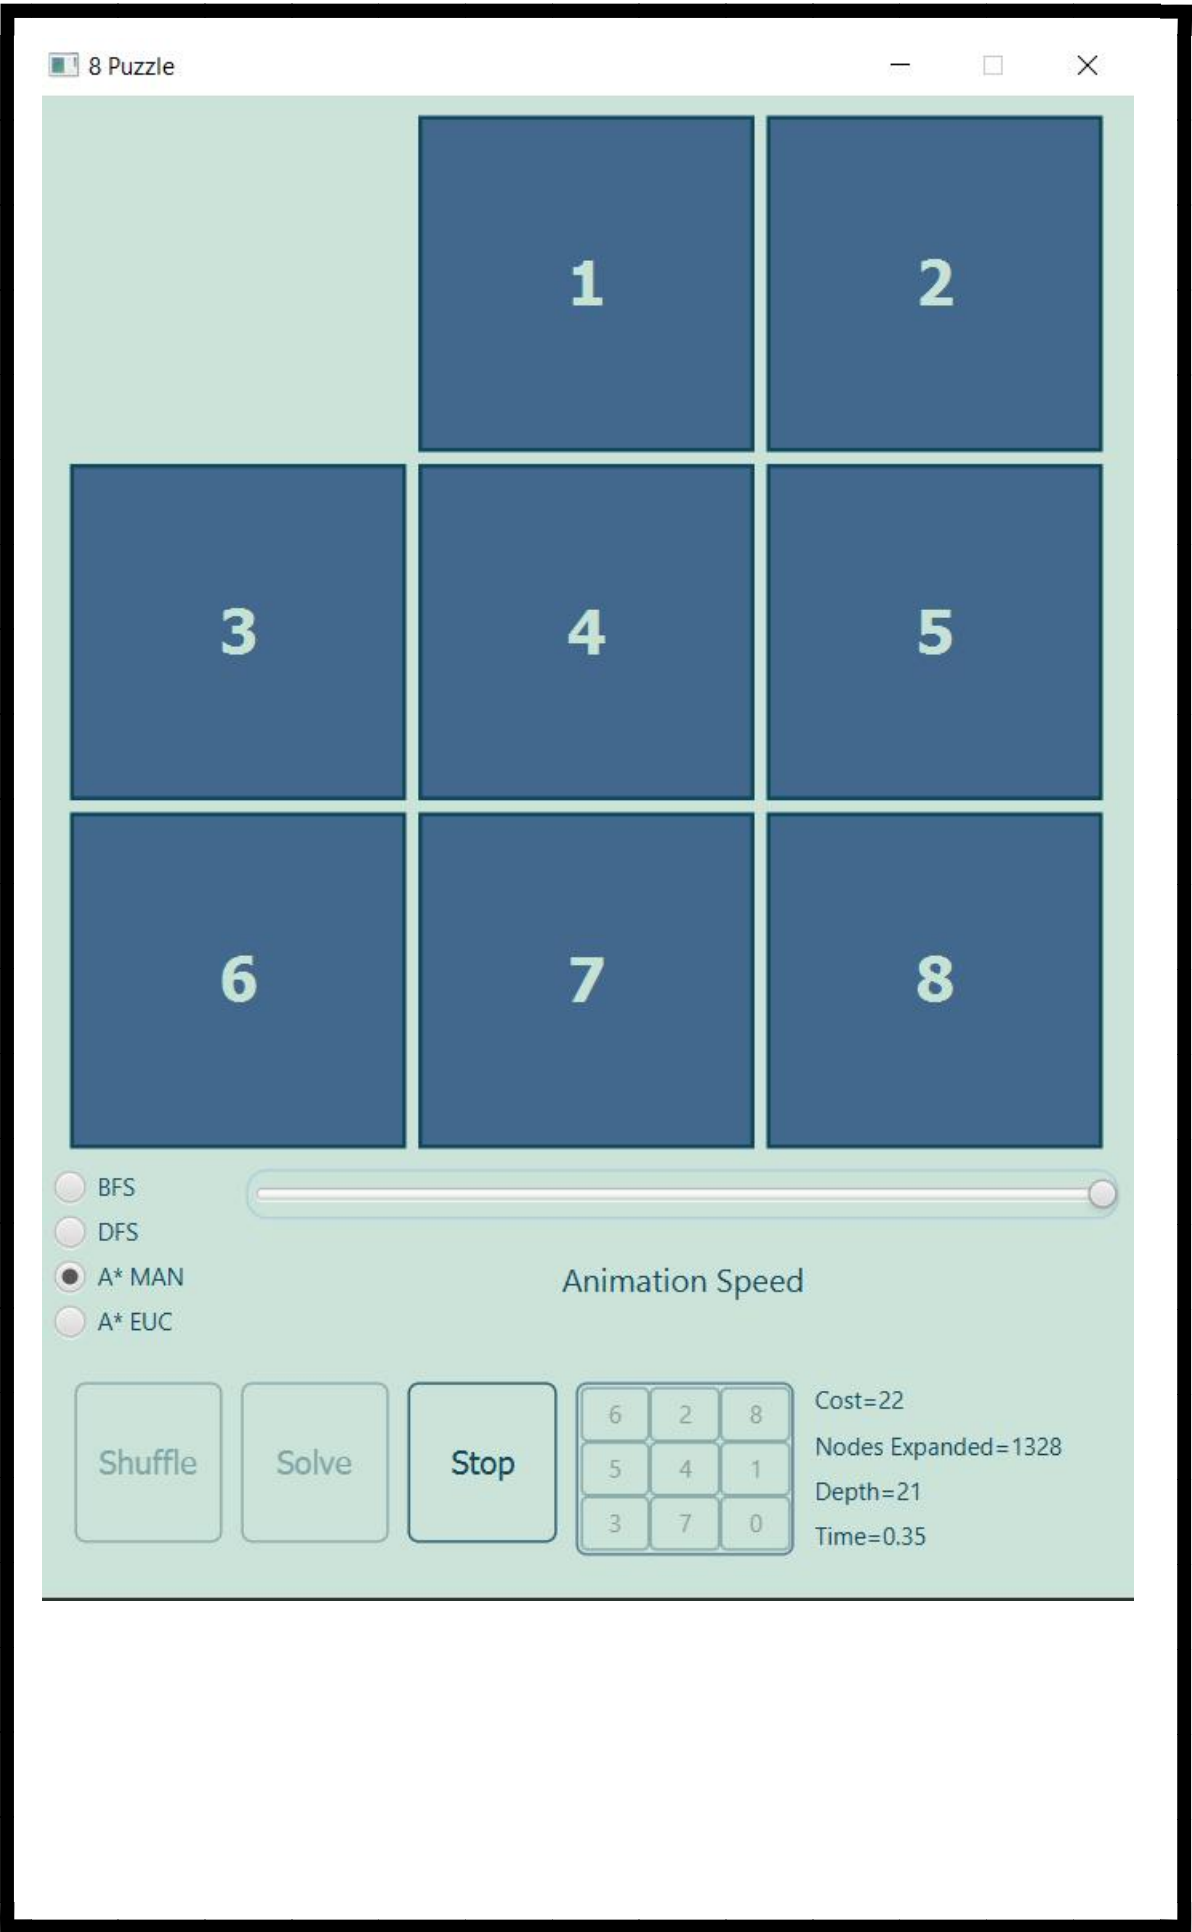 8 Puzzle
1 2
3 4 5
6 7 8
BFS
DFS
A* MAN
A* EUC
Animation Speed
Shuffle Solve Stop
6 2 8
5 4 1
3 7 0
Cost=22
Nodes Expanded=1328
Depth=21
Time=0.35